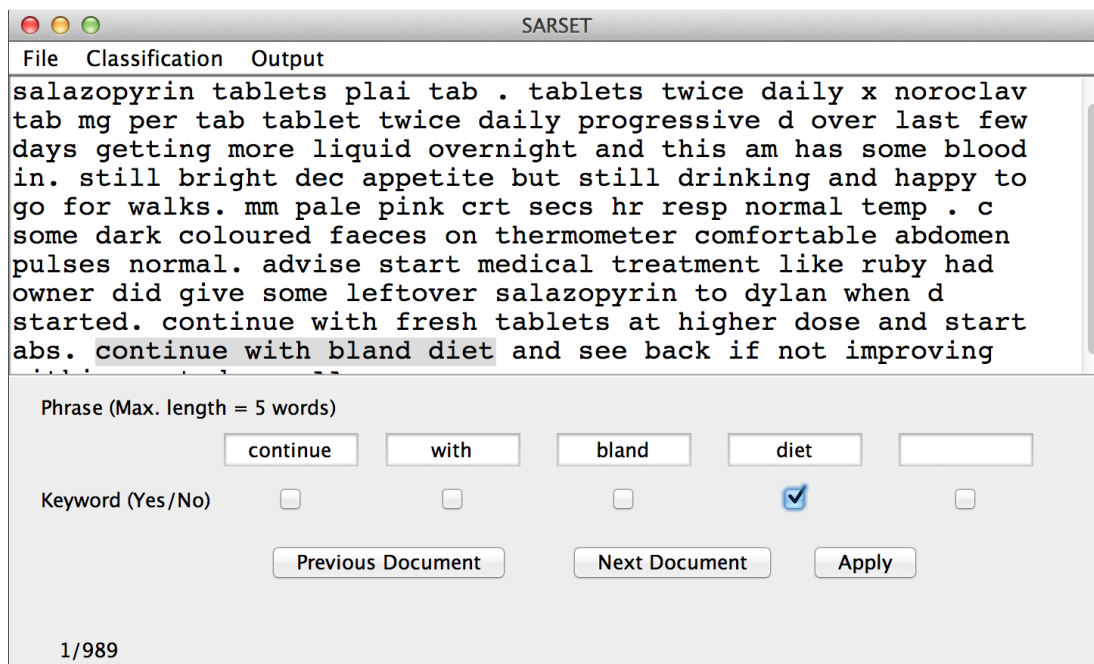 SARSET
File Classification Output
salazopyrin tablets plai tab . tablets twice daily x noroclav
tab mg per tab tablet twice daily progressive d over last few
days getting more liquid overnight and this am has some blood
in. still bright dec appetite but still drinking and happy to
go for walks. mm pale pink crt secs hr resp normal temp . c
some dark coloured faeces on thermometer comfortable abdomen
pulses normal. advise start medical treatment like ruby had
owner did give some leftover salazopyrin to dylan when d
started. continue with fresh tablets at higher dose and start
abs. continue with bland diet and see back if not improving
Phrase (Max. length = 5 words)
continue with bland diet
Keyword (Yes/No)
Previous Document Next Document Apply
1/989